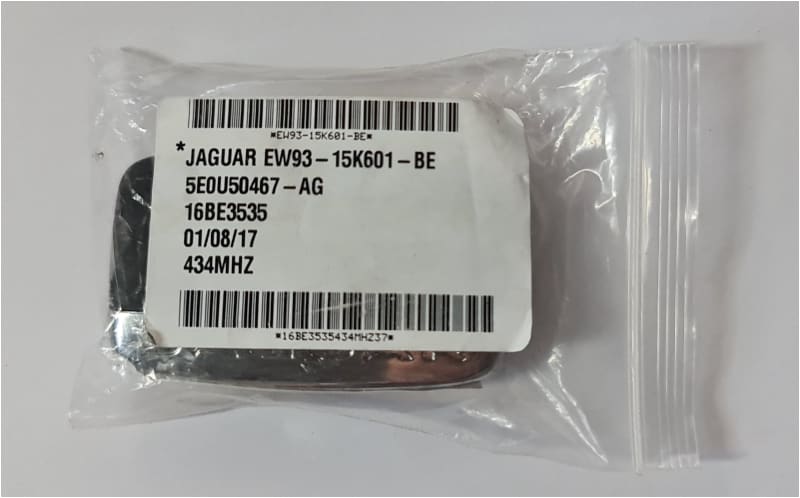 *EW93-15K601-BE*
*JAGUAR EW93-15K601-BE
5E0U50467-AG
16BE3535
01/08/17
434MHZ
*16BE3535434MHZ37*